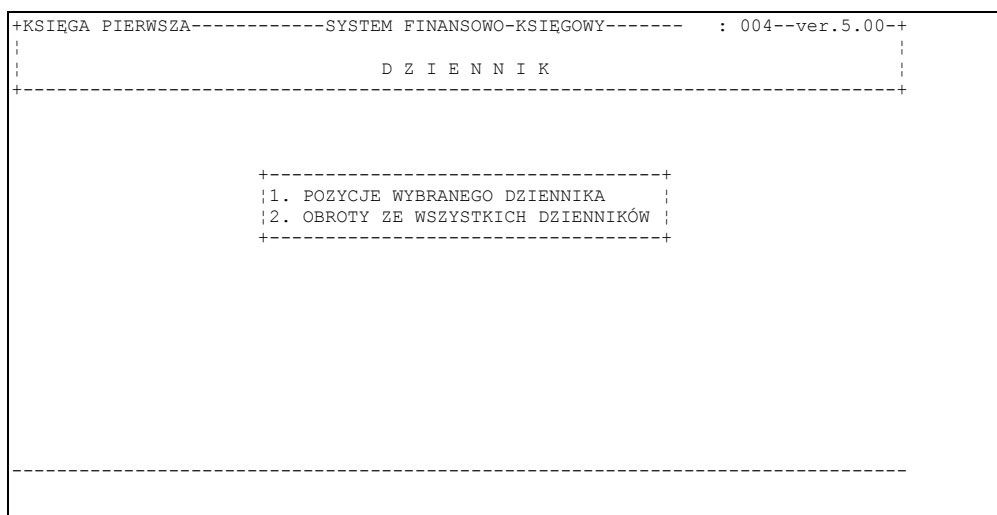 +KSIĘGA PIERWSZA------------SYSTEM FINANSOWO-KSIĘGOWY------- : 004--ver.5.00-+
D Z I E N N I K
1. POZYCJE WYBRANEGO DZIENNIKA
2. OBROTY ZE WSZYSTKICH DZIENNIKÓW